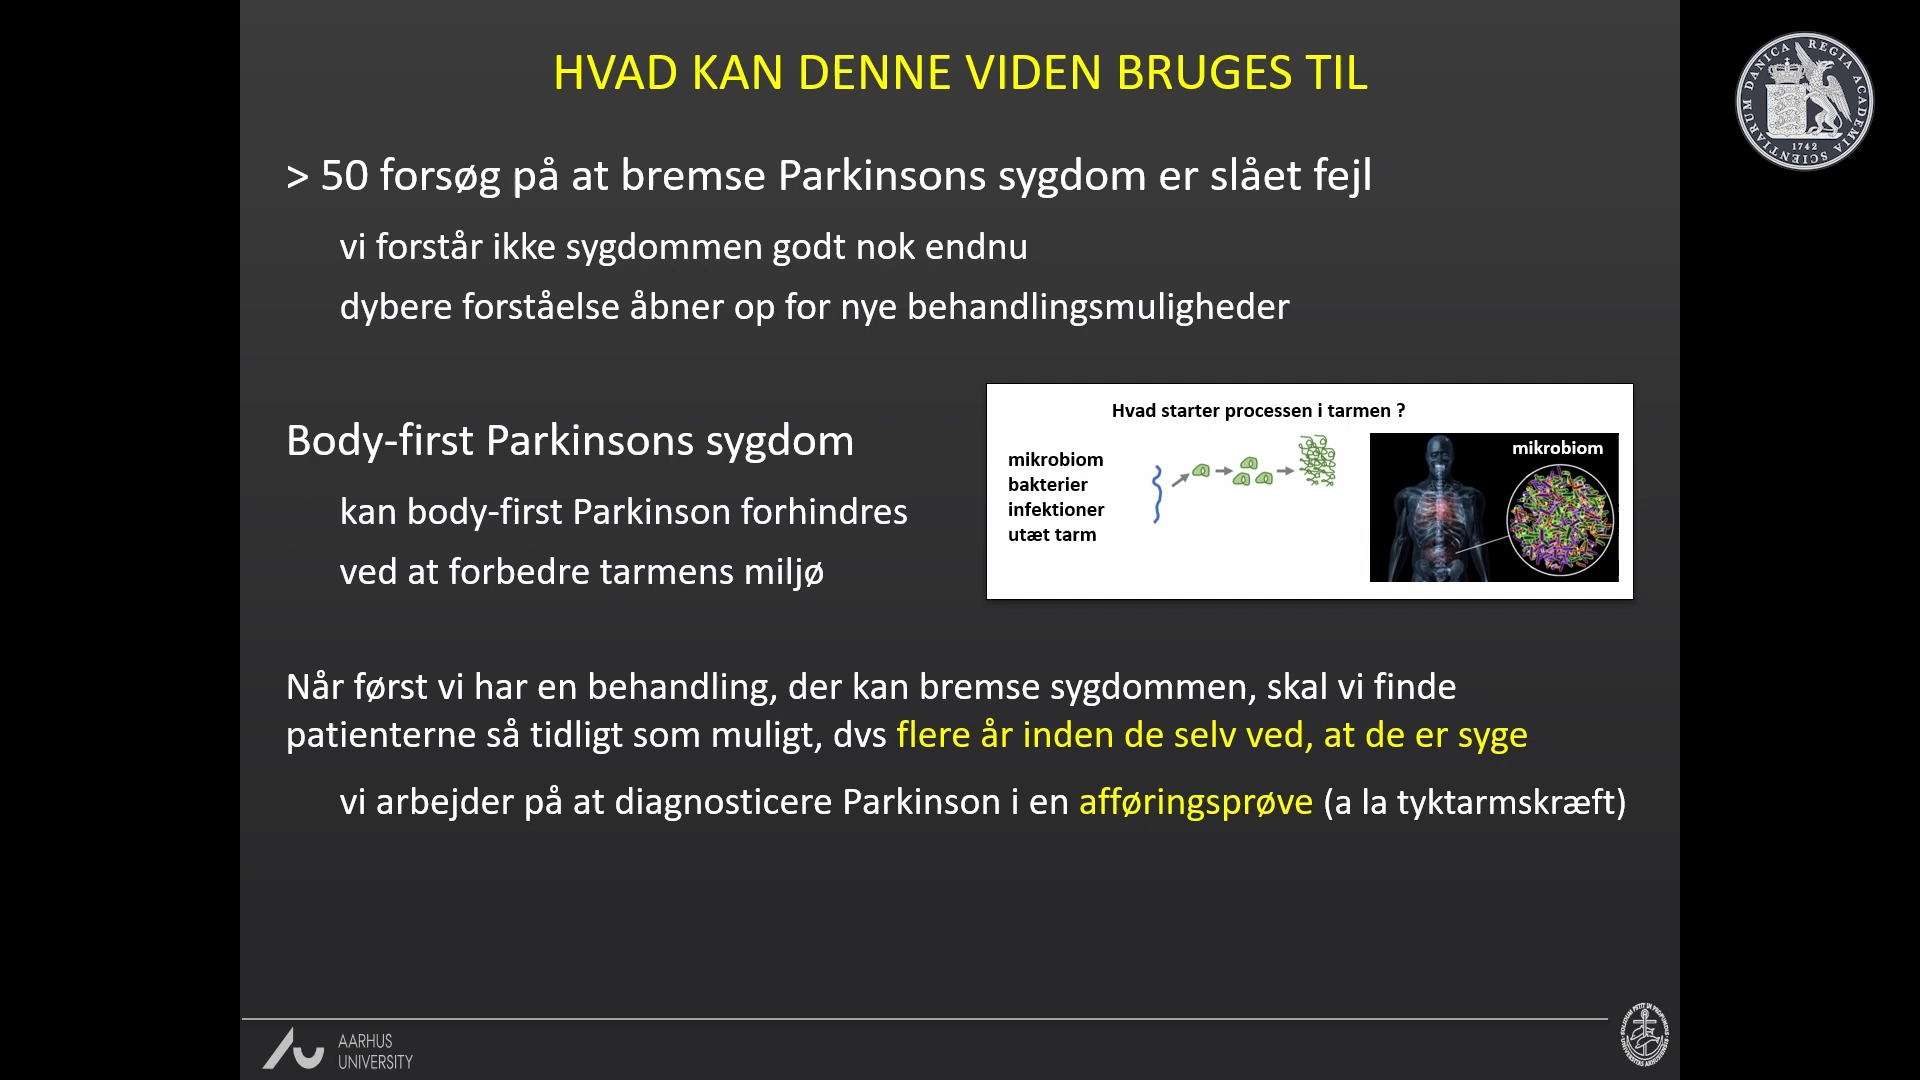 HVAD KAN DENNE VIDEN BRUGES TIL
> 50 forsøg på at bremse Parkinsons sygdom er slået fejl
vi forstår ikke sygdommen godt nok endnu
dybere forståelse åbner op for nye behandlingsmuligheder
Body-first Parkinsons sygdom
kan body-first Parkinson forhindres
ved at forbedre tarmens miljø
Hvad starter processen i tarmen ?
mikrobiom
bakterier
infektioner
utæt tarm
mikrobiom
Når først vi har en behandling, der kan bremse sygdommen, skal vi finde
patienterne så tidligt som muligt, dvs flere år inden de selv ved, at de er syge
vi arbejder på at diagnosticere Parkinson i en afføringsprøve (a la tyktarmskræft)
AARHUS
UNIVERSITY
REGIA ACADEMIA SCIENTIARUM DANICA
1742